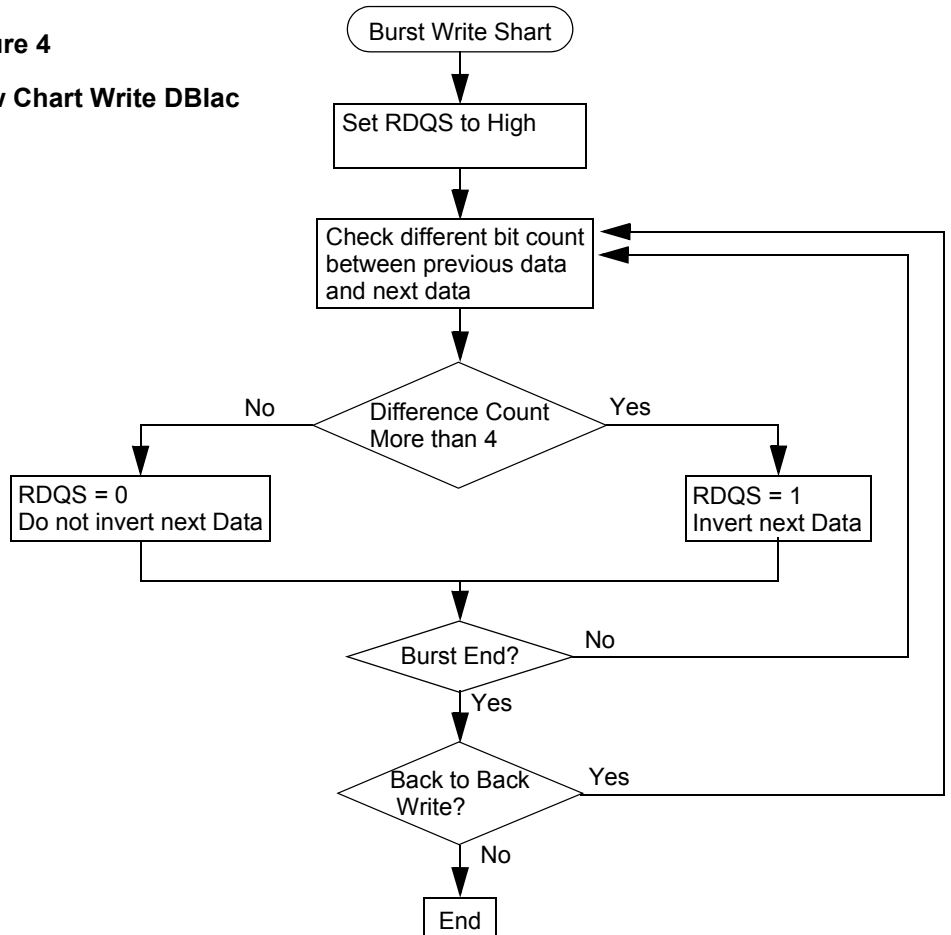 ure 4
Chart Write DBIac
Burst Write Shart
Set RDQS to High
Check different bit count
between previous data
and next data
No
Difference Count
More than 4
Yes
RDQS = 0
Do not invert next Data
RDQS = 1
Invert next Data
Burst End?
No
Yes
Back to Back
Write?
Yes
No
End